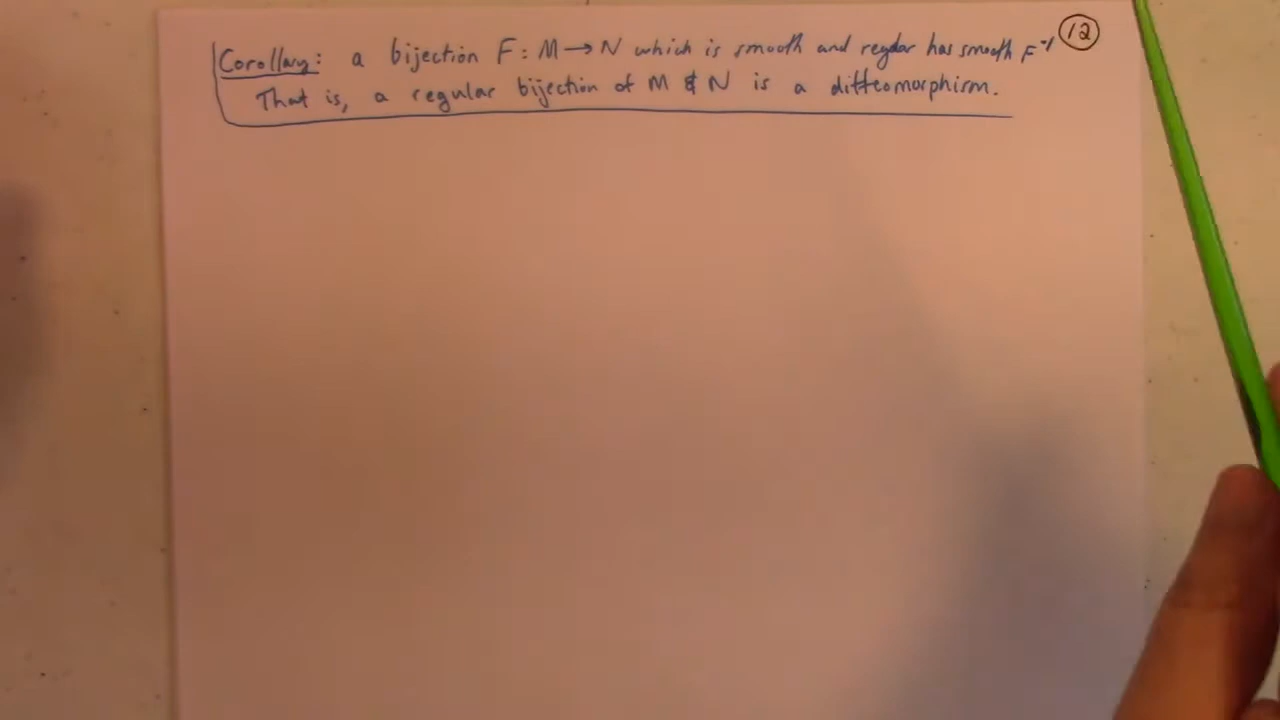 Corollary: a bijection F: M → N which is smooth and regular has smooth F⁻¹ (12)
That is, a regular bijection of M & N is a diffeomorphism.